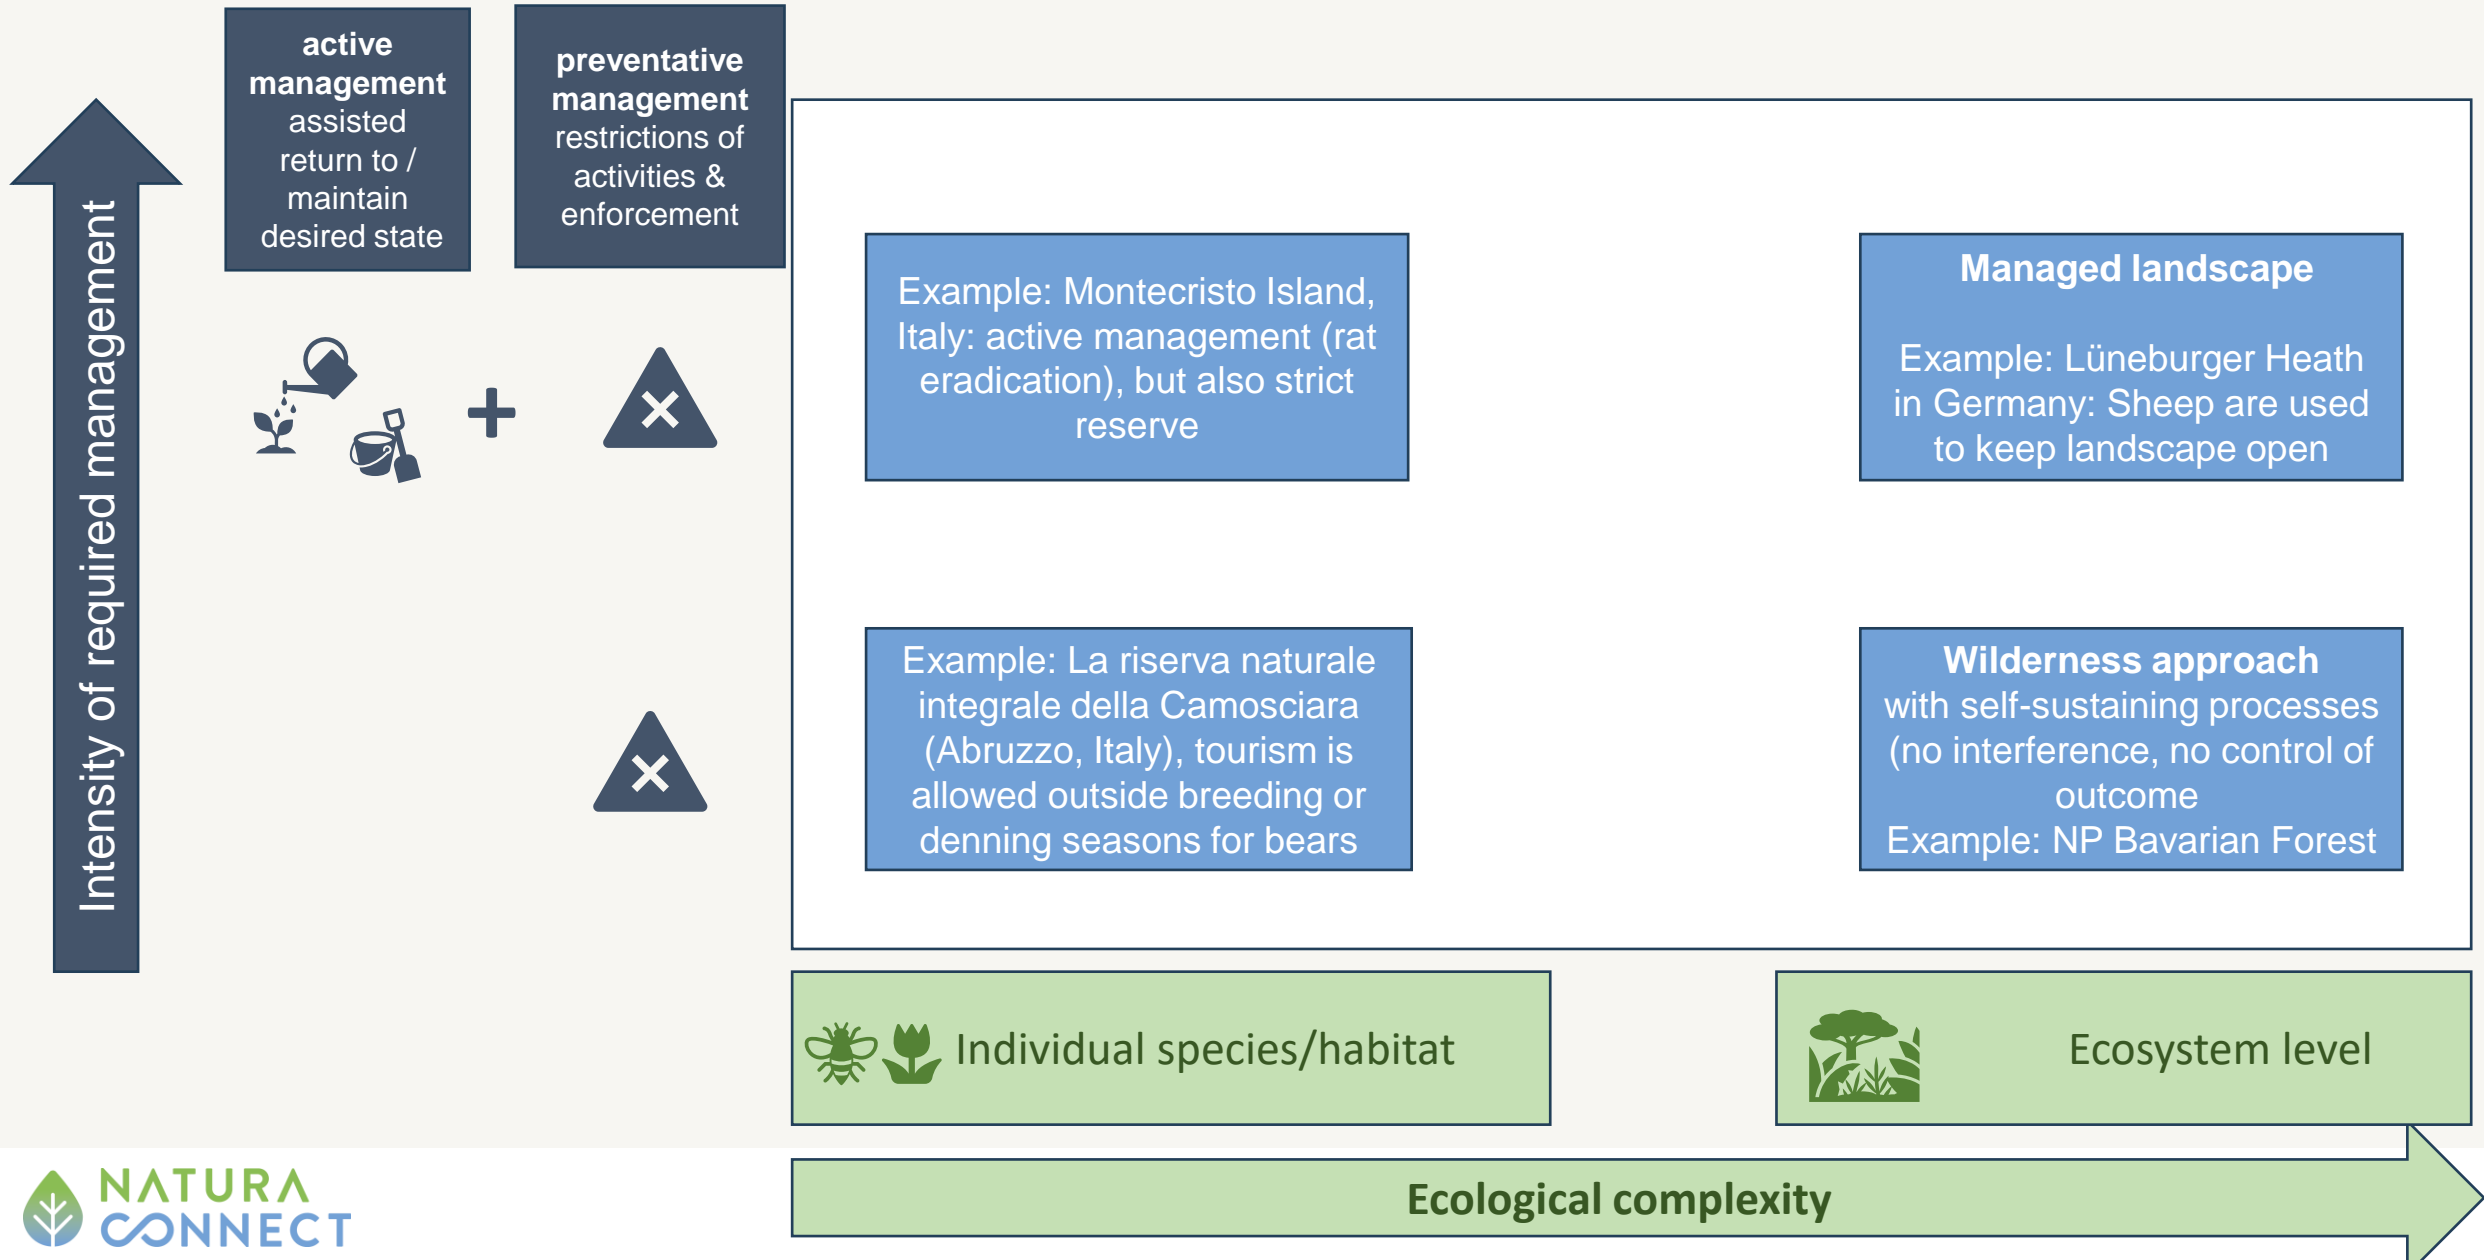 active
management
assisted
return to /
maintain
desired state
preventative
management
restrictions of
activities &
enforcement
Intensity of required management
Example: Montecristo Island,
Italy: active management (rat
eradication), but also strict
reserve
Managed landscape
Example: Lüneburger Heath
in Germany: Sheep are used
to keep landscape open
Example: La riserva naturale
integrale della Camosciara
(Abruzzo, Italy), tourism is
allowed outside breeding or
denning seasons for bears
Wilderness approach
with self-sustaining processes
(no interference, no control of
outcome
Example: NP Bavarian Forest
Individual species/habitat
Ecosystem level
Ecological complexity
NATURA
CONNECT